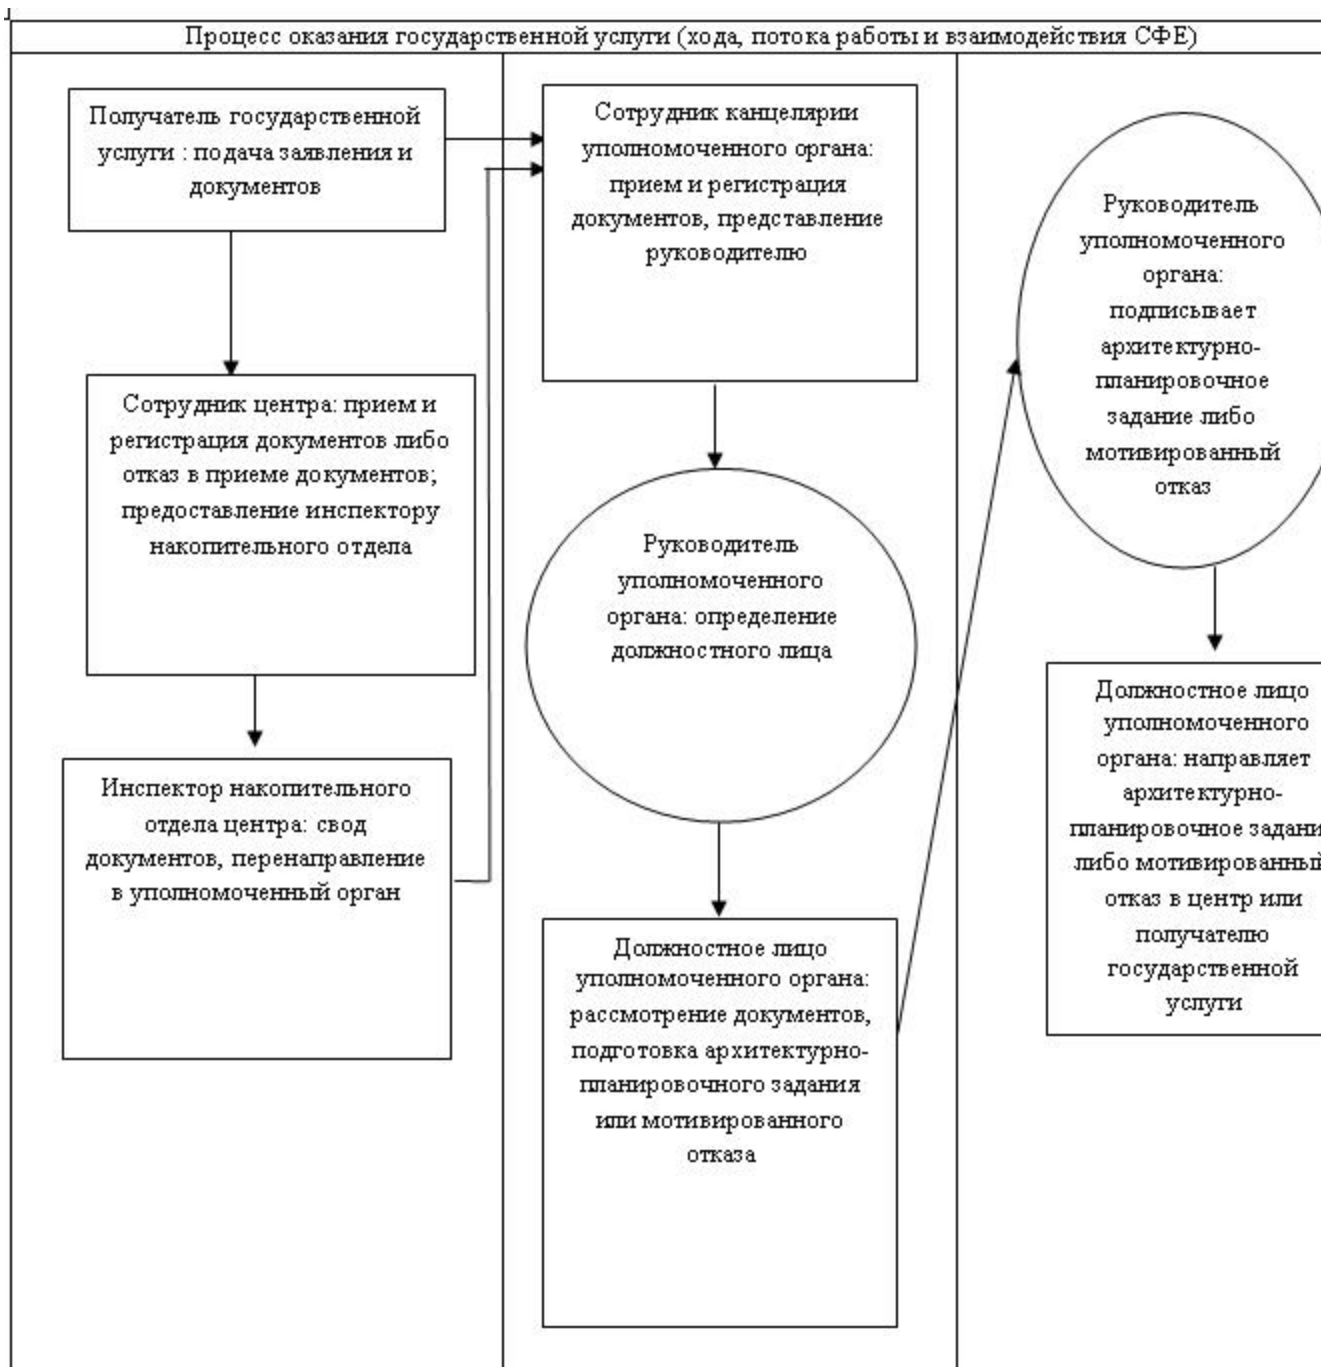 Процесс оказания государственной услуги (хода, потока работы и взаимодействия СФЕ)
Получатель государственной
услуги : подача заявления и
документов
Сотрудник центра: прием и
регистрация документов либо
отказ в приеме документов;
предоставление инспектору
накопительного отдела
Инспектор накопительного
отдела центра: свод
документов, перенаправление
в уполномоченный орган
Сотрудник канцелярии
уполномоченного органа:
прием и регистрация
документов, представление
руководителю
Руководитель
уполномоченного
органа: определение
должностного лица
Должностное лицо
уполномоченного органа:
рассмотрение документов,
подготовка архитектурно-
планировочного задания
или мотивированного
отказа
Руководитель
уполномоченного
органа:
подписывает
архитектурно-
планировочное
задание либо
мотивированный
отказ
Должностное лицо
уполномоченного
органа: направляет
архитектурно-
планировочное задани
либо мотивированный
отказ в центр или
получателю
государственной
услуги